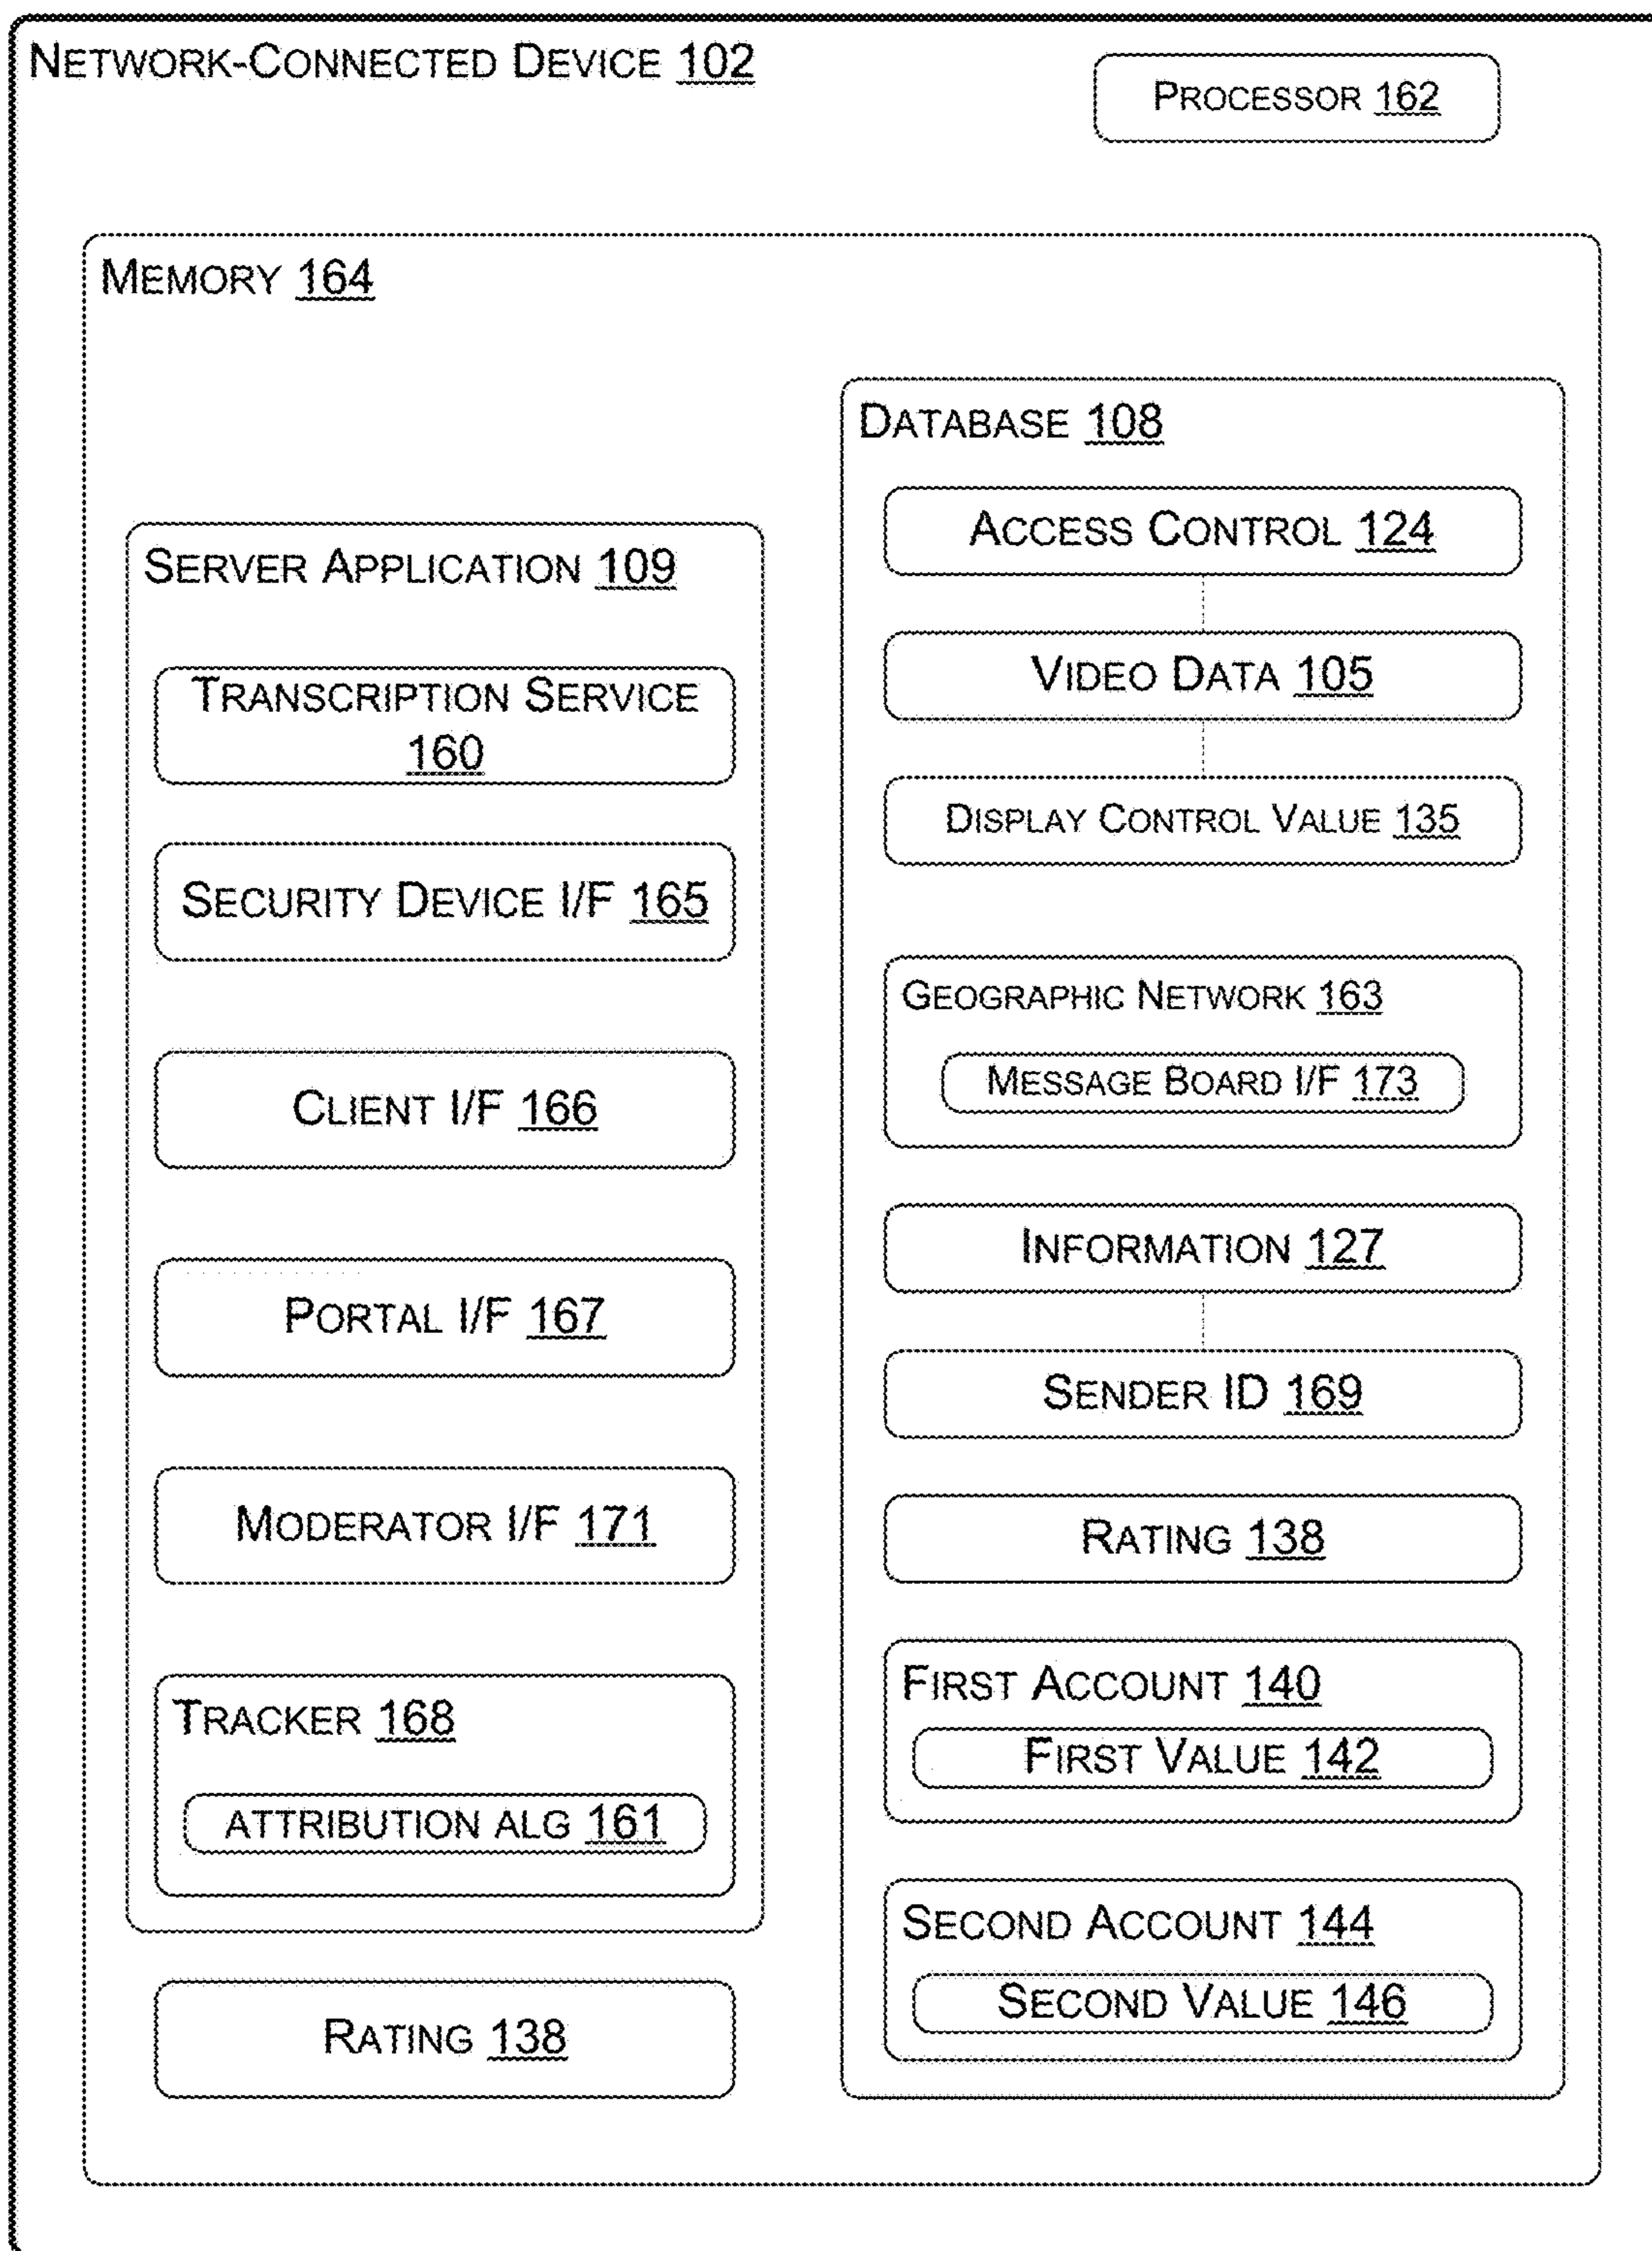 NETWORK-CONNECTED DEVICE 102
PROCESSOR 162
MEMORY 164
SERVER APPLICATION 109
TRANSCRIPTION SERVICE
160
SECURITY DEVICE I/F 165
CLIENT I/F 166
PORTAL I/F 167
MODERATOR I/F 171
TRACKER 168
ATTRIBUTION ALG 161
RATING 138
DATABASE 108
ACCESS CONTROL 124
VIDEO DATA 105
DISPLAY CONTROL VALUE 135
GEOGRAPHIC NETWORK 163
MESSAGE BOARD I/F 173
INFORMATION 127
SENDER ID 169
RATING 138
FIRST ACCOUNT 140
FIRST VALUE 142
SECOND ACCOUNT 144
SECOND VALUE 146